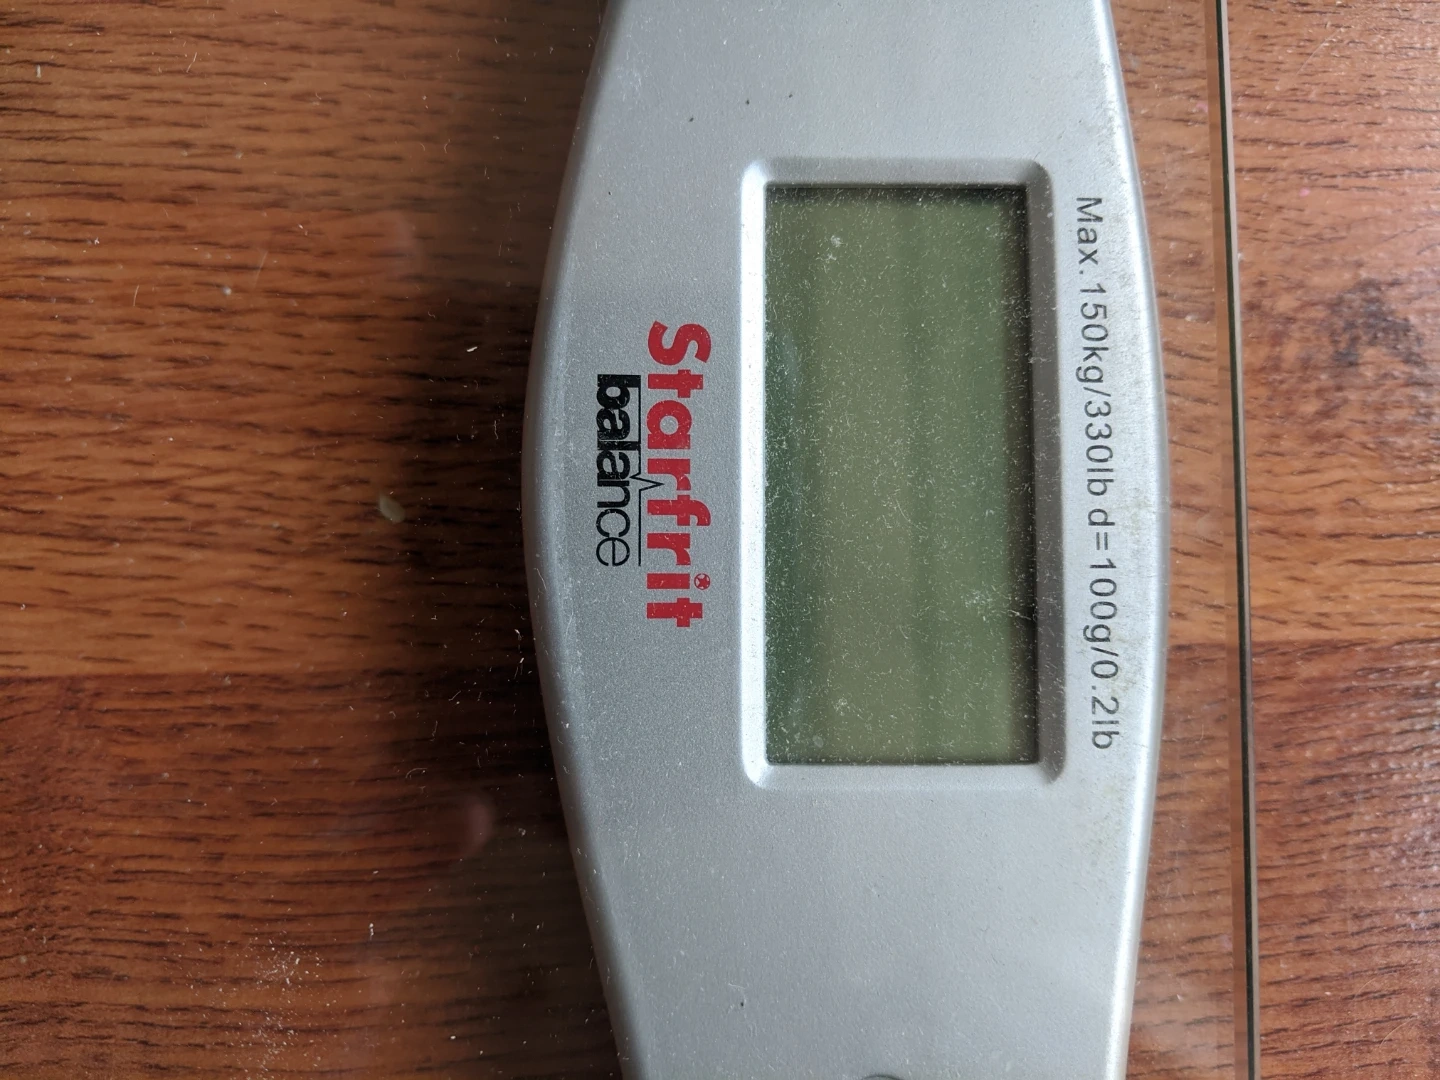 Max.150kg/330lb d=100g/0.2lb
Starfrit
balance